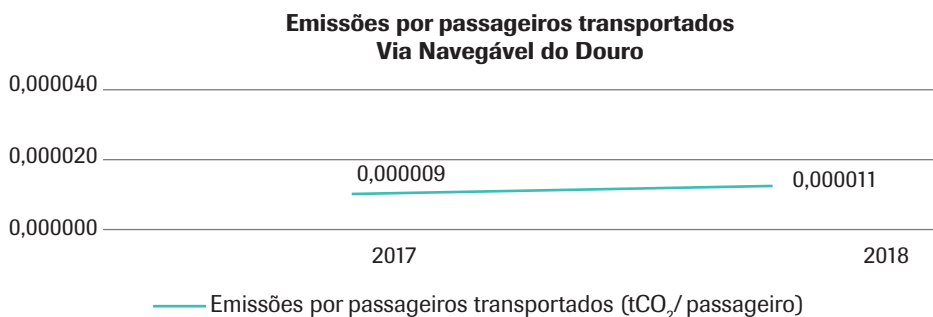 Emissões por passageiros transportados
Via Navegável do Douro
0,000040
0,000020
0,000009
0,000011
0,000000
2017
2018
Emissões por passageiros transportados (tCO₂/ passageiro)